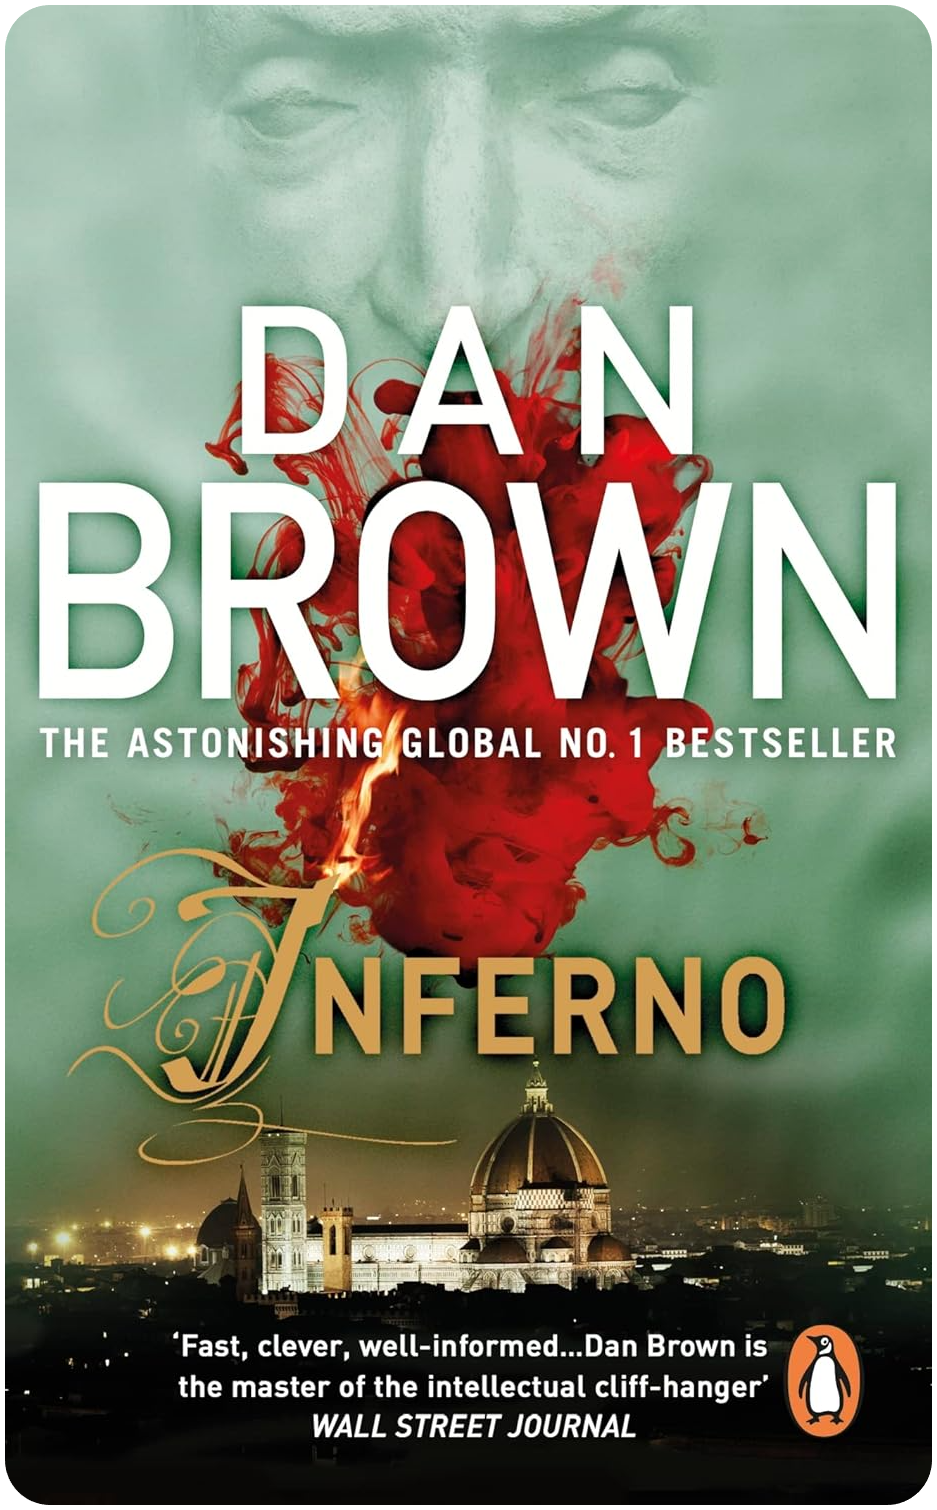 DAN
BROWN
THE ASTONISHING GLOBAL NO. 1 BESTSELLER
INFERNO
‘Fast, clever, well-informed...Dan Brown is
the master of the intellectual cliff-hanger’
WALL STREET JOURNAL